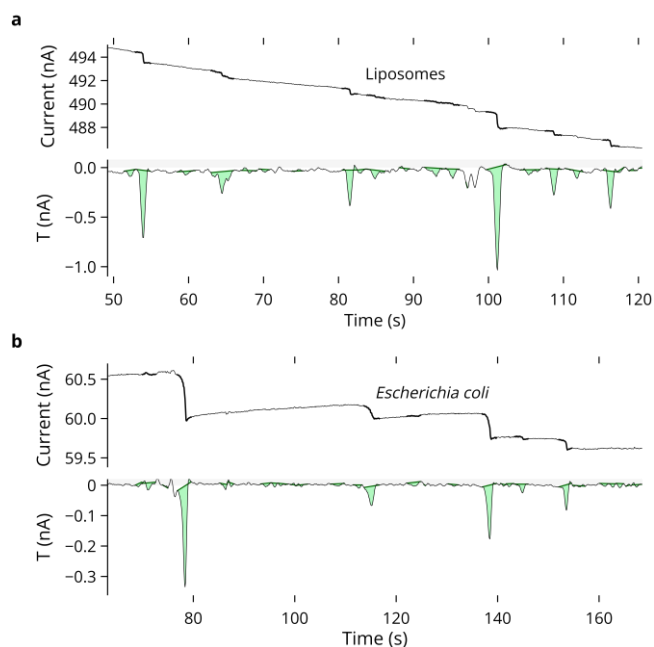 a
Current (nA)
494
492
490
488
Liposomes
T (nA)
0.0
−0.5
−1.0
50 60 70 80 90 100 110 120
Time (s)
b
Current (nA)
60.5
60.0
59.5
Escherichia coli
T (nA)
0
−0.1
−0.2
−0.3
80 100 120 140 160
Time (s)